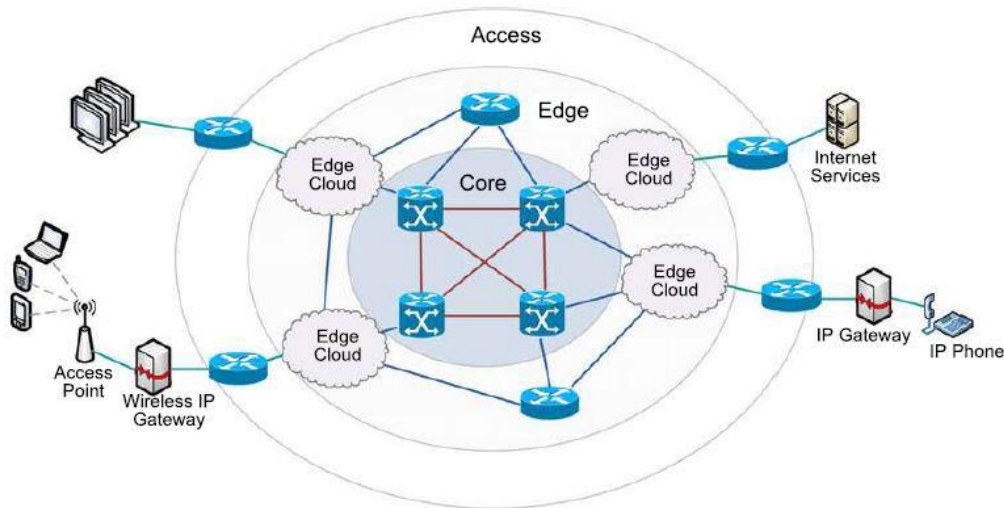 Access
Edge
Edge
Cloud
Edge
Cloud
Core
Internet
Services
Edge
Cloud
Edge
Cloud
IP Gateway
IP Phone
Access
Point
Wireless IP
Gateway